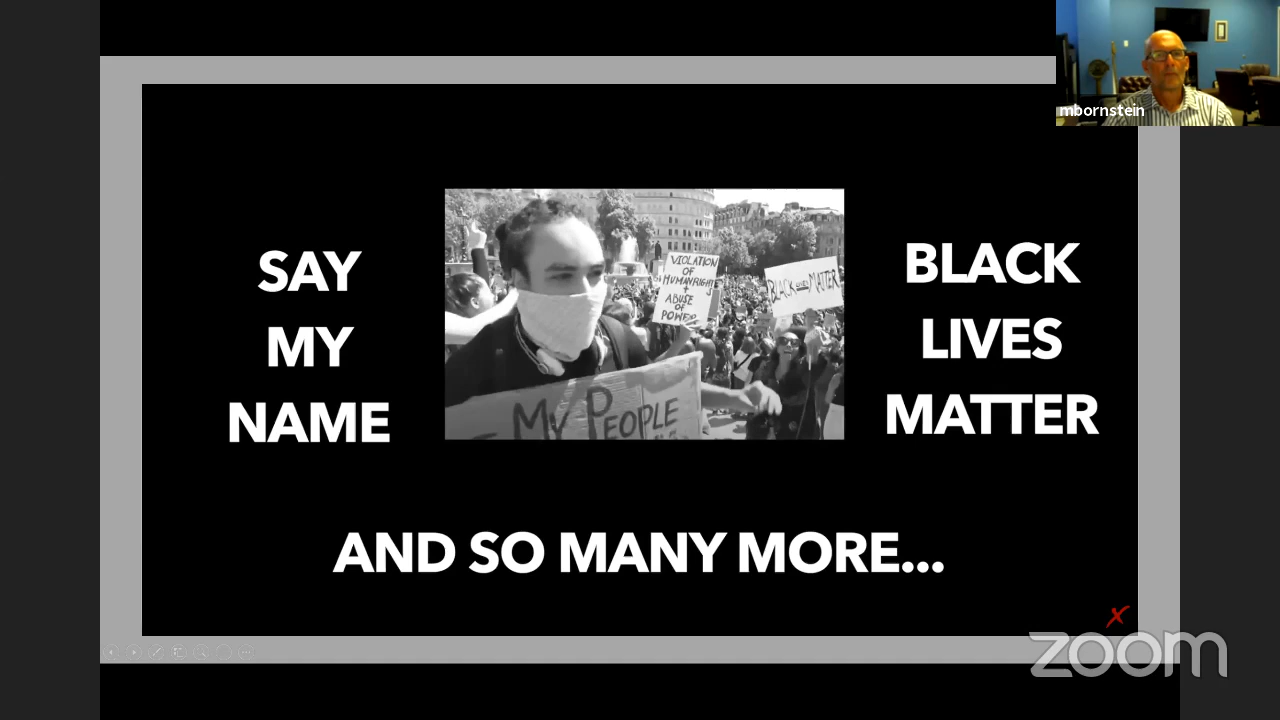 mbornstein
SAY
MY
NAME
VIOLATION
OF
HUMAN RIGHTS
+
ABUSE
OF
POWER
BLACK LIVES MATTER
MY PEOPLE
BLACK
LIVES
MATTER
AND SO MANY MORE...
X
zoom